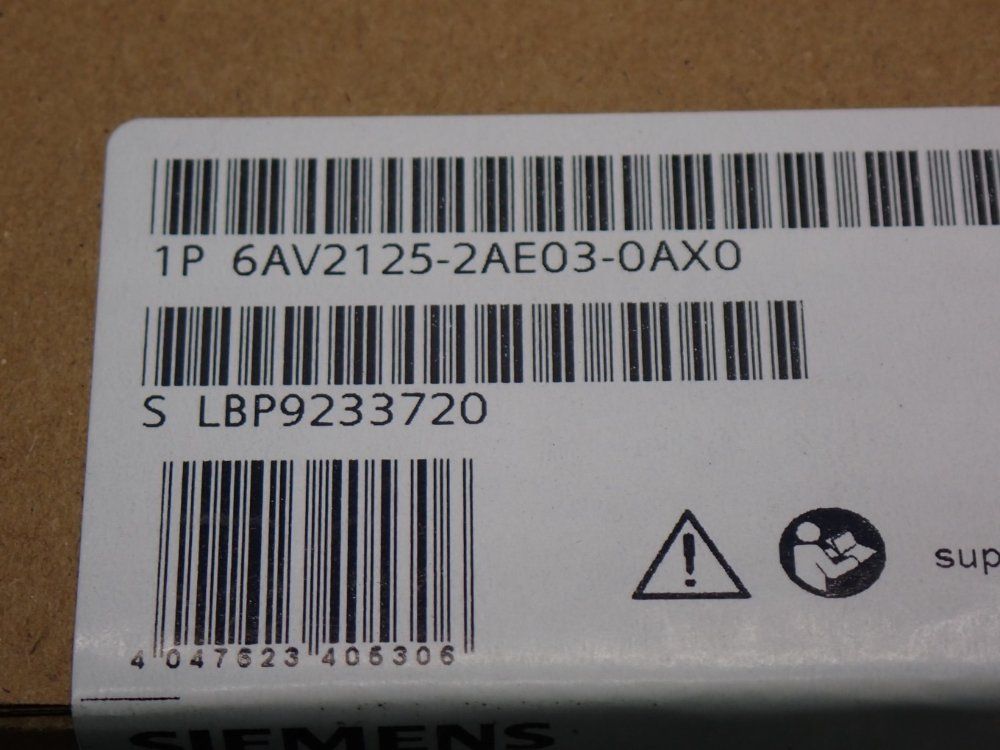 1P 6AV2125-2AE03-0AX0
S LBP9233720
4 047623 405306
sup
SIEMENS